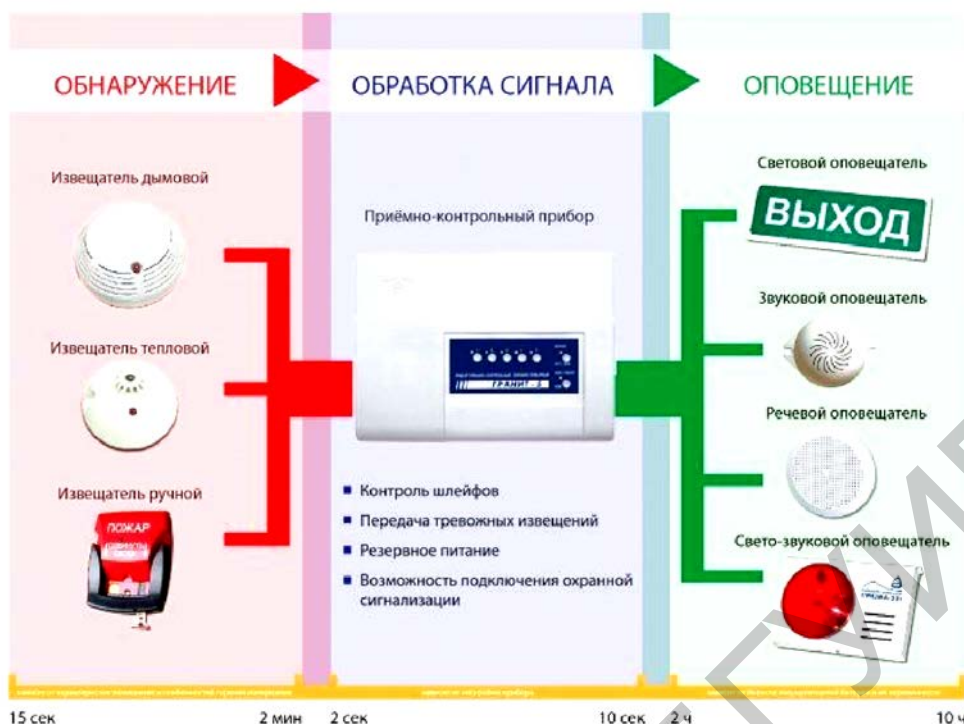 ОБНАРУЖЕНИЕ
ОБРАБОТКА СИГНАЛА
ОПОВЕЩЕНИЕ
Извещатель дымовой
Извещатель тепловой
Извещатель ручной
ПОЖАР
Приёмно-контрольный прибор
ГРАНИТ-5
■ Контроль шлейфов
■ Передача тревожных извещений
■ Резервное питание
■ Возможность подключения охранной
сигнализации
Световой оповещатель
ВЫХОД
Звуковой оповещатель
Речевой оповещатель
Свето-звуковой оповещатель
15 сек
2 мин
2 сек
10 сек
2 ч
10 ч